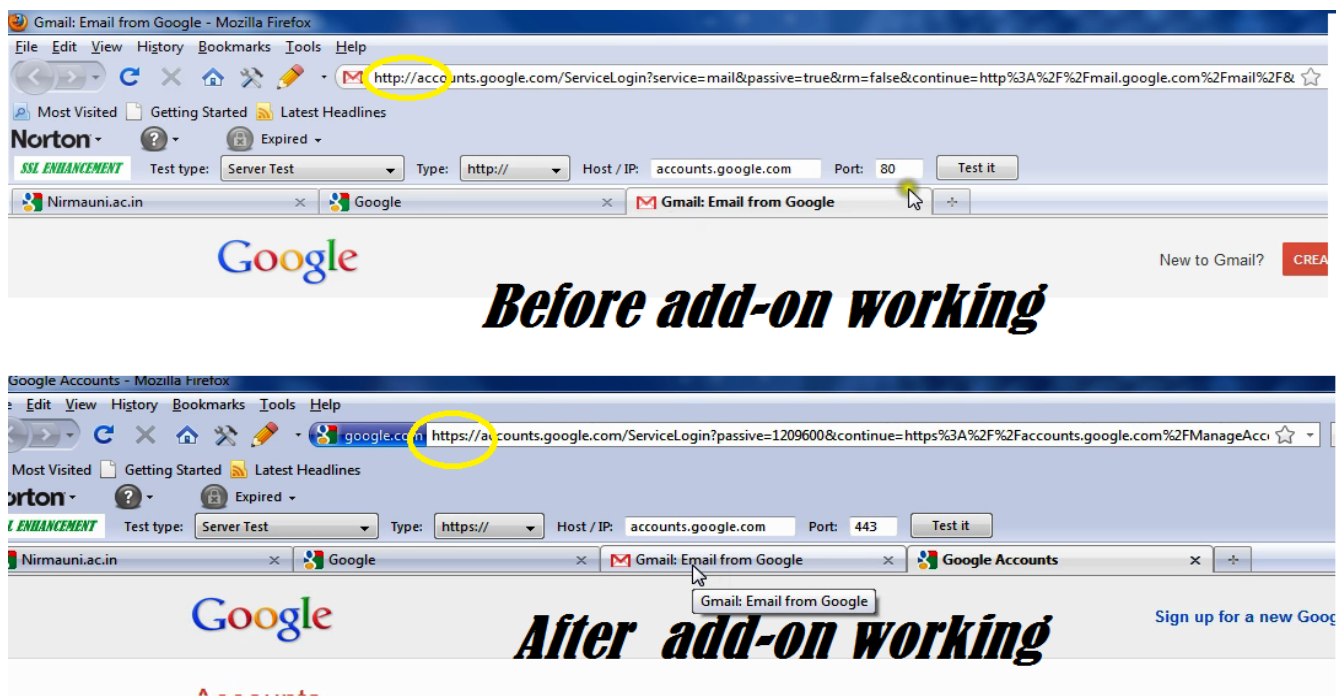 Gmail: Email from Google - Mozilla Firefox
File Edit View History Bookmarks Tools Help
http://accounts.google.com/ServiceLogin?service=mail&passive=true&rm=false&continue=http%3A%2F%2Fmail.google.com%2Fmail%2F&
Most Visited Getting Started Latest Headlines
Norton ? Expired
SSL ENHANCEMENT Test type: Server Test Type: http:// Host / IP: accounts.google.com Port: 80 Test it
Nirmauni.ac.in Google Gmail: Email from Google
Google New to Gmail? CREA
Before add-on working
Google Accounts - Mozilla Firefox
Edit View History Bookmarks Tools Help
google.com https://accounts.google.com/ServiceLogin?passive=1209600&continue=https%3A%2F%2Faccounts.google.com%2FManageAcc
Most Visited Getting Started Latest Headlines
orton ? Expired
L ENHANCEMENT Test type: Server Test Type: https:// Host / IP: accounts.google.com Port: 443 Test it
Nirmauni.ac.in Google Gmail: Email from Google Google Accounts
Gmail: Email from Google
Google Sign up for a new Goog
After add-on working
Accounts